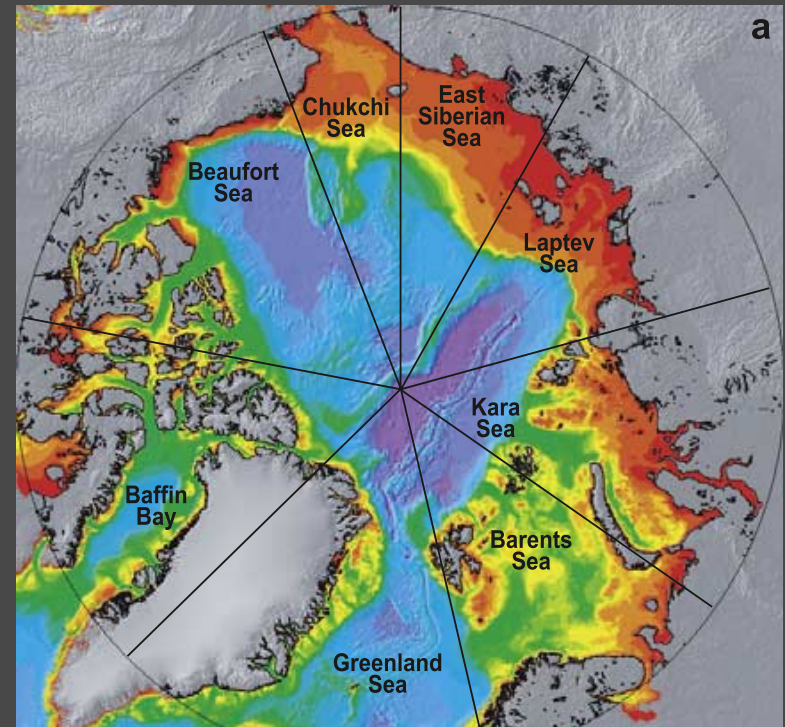 a
Chukchi
Sea
East
Siberian
Sea
Beaufort
Sea
Laptev
Sea
Kara
Sea
Baffin
Bay
Barents
Sea
Greenland
Sea